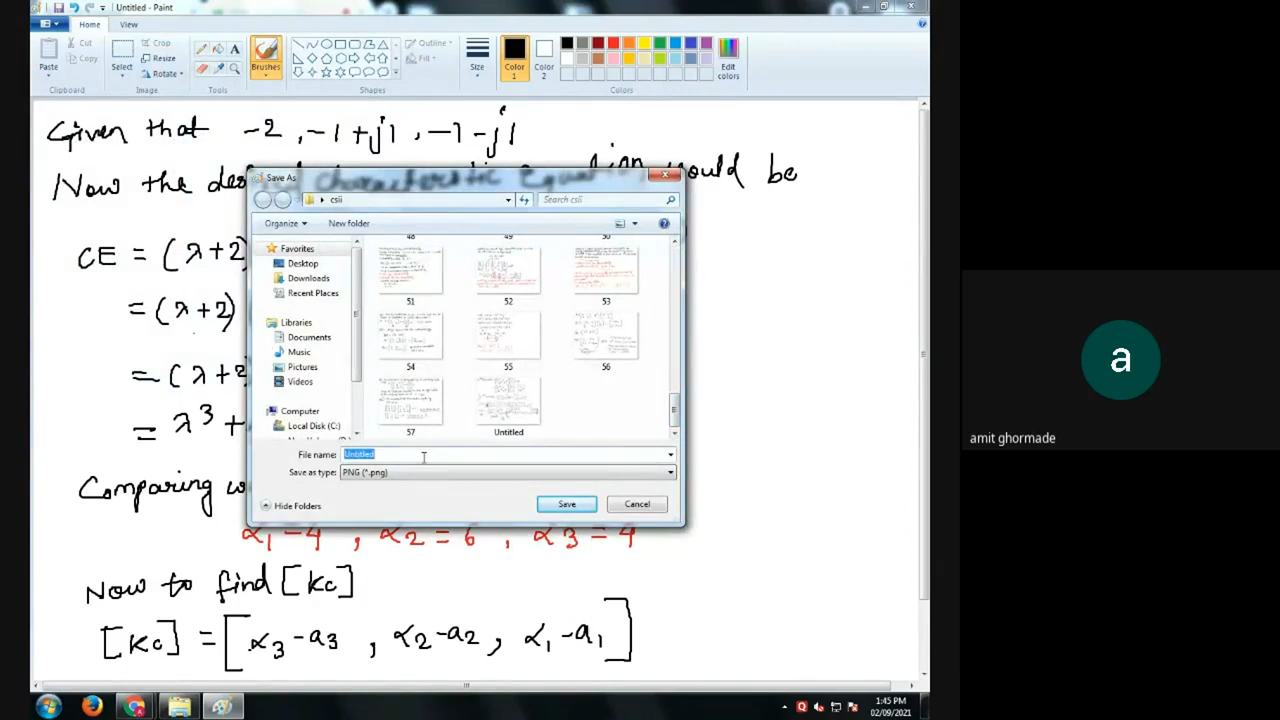 Untitled - Paint
Home
View
Paste
Cut
Copy
Clipboard
Select
Crop
Resize
Rotate
Image
Tools
Brushes
Shapes
Outline
Fill
Size
Color
1
Color
2
Edit
colors
Colors
Given that -2 , -1+j1 , -1-j1
Now the des characteristic Equation would be
CE = (λ+2)
= (λ+2)
= (λ+2
= λ³ +
Comparing w
α1 - 4 , α2 = 6 , α3 = 4
Now to find [Kc]
[Kc] = [α3 - a3 , α2 - a2 , α1 - a1]
Save As
csii
Search csii
Organize
New folder
Favorites
Desktop
Downloads
Recent Places
Libraries
Documents
Music
Pictures
Videos
Computer
Local Disk (C:)
48
49
50
51
52
53
54
55
56
57
Untitled
File name:
Untitled
Save as type:
PNG (*.png)
Hide Folders
Save
Cancel
a
amit ghormade
1:45 PM
02/09/2021